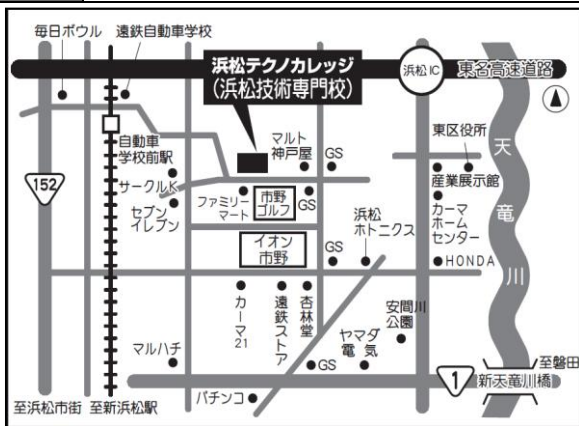 毎日ボウル
遠鉄自動車学校
浜松テクノカレッジ
(浜松技術専門校)
浜松IC
東名高速道路
自動車
学校前駅
マルト
神戸屋
GS
東区役所
天竜川
152
サークルK
セブン
イレブン
ファミリー
マート
市野
ゴルフ
GS
産業展示館
カーマ
ホーム
センター
浜松
ホトニクス
イオン
市野
GS
HONDA
カーマ21
遠鉄ストア
杏林堂
安間川
公園
マルハチ
ヤマダ
電気
GS
至磐田
1
新天竜川橋
パチンコ
至浜松市街
至新浜松駅